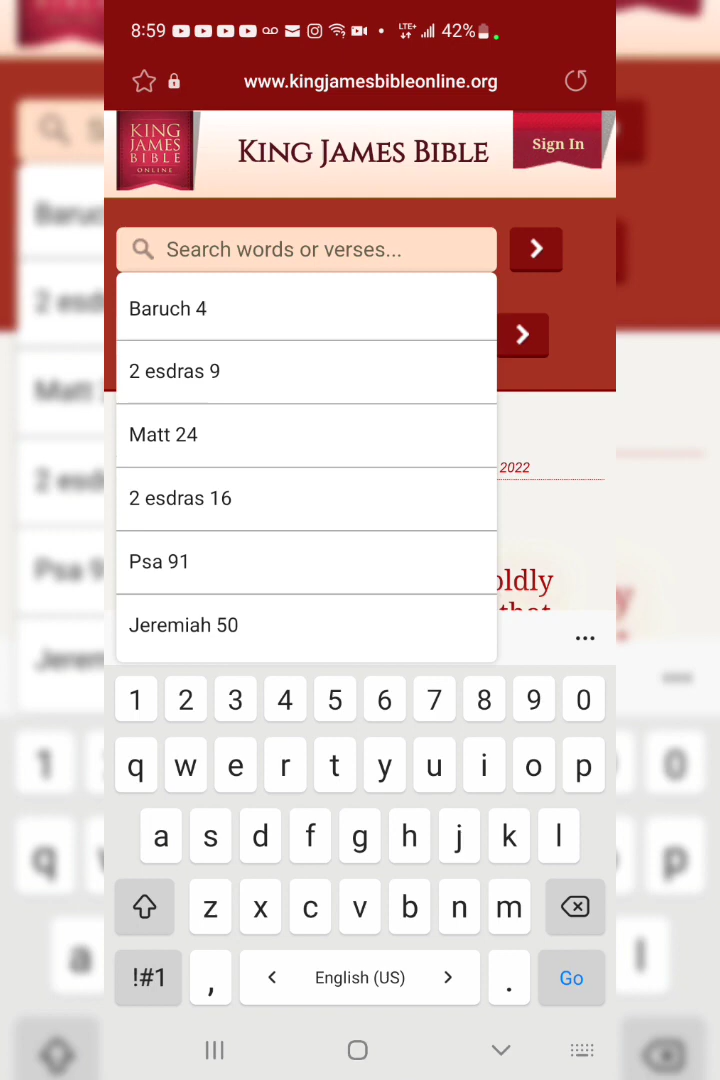 8:59 LTE+ 42%
www.kingjamesbibleonline.org
KING
JAMES
BIBLE
ONLINE
KING JAMES BIBLE
Sign In
Search words or verses...
Baruch 4
2 esdras 9
Matt 24
2022
2 esdras 16
Psa 91
Jeremiah 50
...
1 2 3 4 5 6 7 8 9 0
q w e r t y u i o p
a s d f g h j k l
z x c v b n m
!#1 , < English (US) > . Go